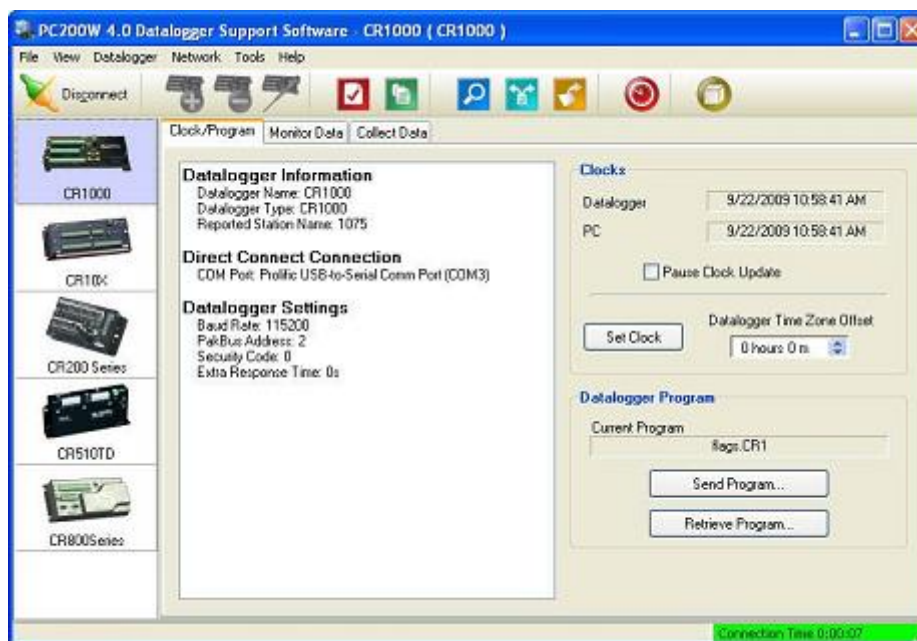 PC200W 4.0 Datalogger Support Software - CR1000 ( CR1000 )
File View Datalogger Network Tools Help
Disconnect
Clock/Program Monitor Data Collect Data
CR1000
CR10X
CR200 Series
CR510TD
CR800Series
Datalogger Information
Datalogger Name: CR1000
Datalogger Type: CR1000
Reported Station Name: 1075
Direct Connect Connection
COM Port: Prolific USB-to-Serial Comm Port (COM3)
Datalogger Settings
Baud Rate: 115200
PakBus Address: 2
Security Code: 0
Extra Response Time: 0s
Clocks
Datalogger 9/22/2009 10:58:41 AM
PC 9/22/2009 10:58:41 AM
Pause Clock Update
Set Clock
Datalogger Time Zone Offset
0 hours 0 m
Datalogger Program
Current Program
flags.CR1
Send Program...
Retrieve Program...
Connection Time 0:00:07